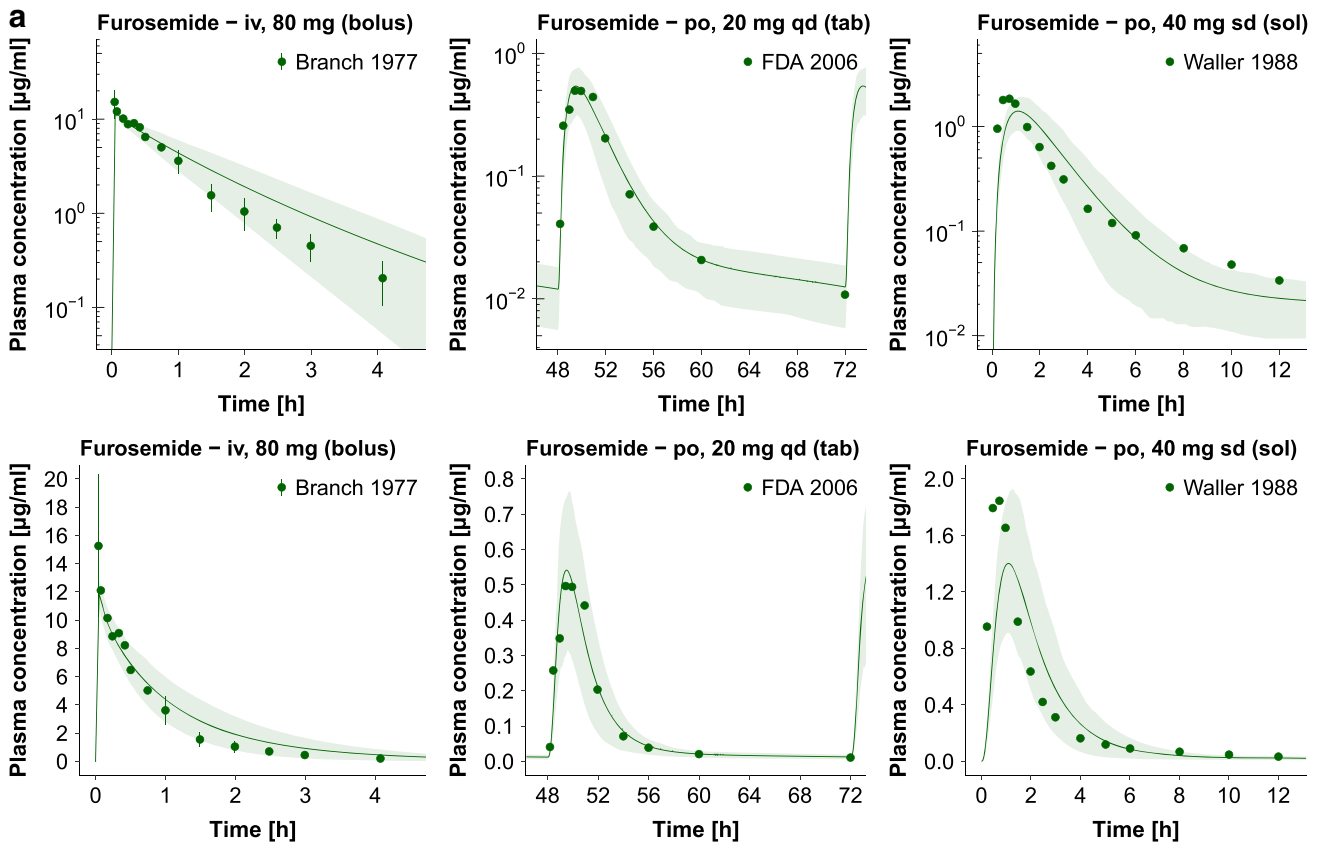 a
Furosemide − iv, 80 mg (bolus)
Plasma concentration [µg/ml]
10¹
10⁰
10⁻¹
Branch 1977
0 1 2 3 4
Time [h]
Furosemide − po, 20 mg qd (tab)
Plasma concentration [µg/ml]
10⁰
10⁻¹
10⁻²
FDA 2006
48 52 56 60 64 68 72
Time [h]
Furosemide − po, 40 mg sd (sol)
Plasma concentration [µg/ml]
10⁰
10⁻¹
10⁻²
Waller 1988
0 2 4 6 8 10 12
Time [h]
Furosemide − iv, 80 mg (bolus)
Plasma concentration [µg/ml]
20
18
16
14
12
10
8
6
4
2
0
Branch 1977
0 1 2 3 4
Time [h]
Furosemide − po, 20 mg qd (tab)
Plasma concentration [µg/ml]
0.8
0.7
0.6
0.5
0.4
0.3
0.2
0.1
0.0
FDA 2006
48 52 56 60 64 68 72
Time [h]
Furosemide − po, 40 mg sd (sol)
Plasma concentration [µg/ml]
2.0
1.6
1.2
0.8
0.4
0.0
Waller 1988
0 2 4 6 8 10 12
Time [h]